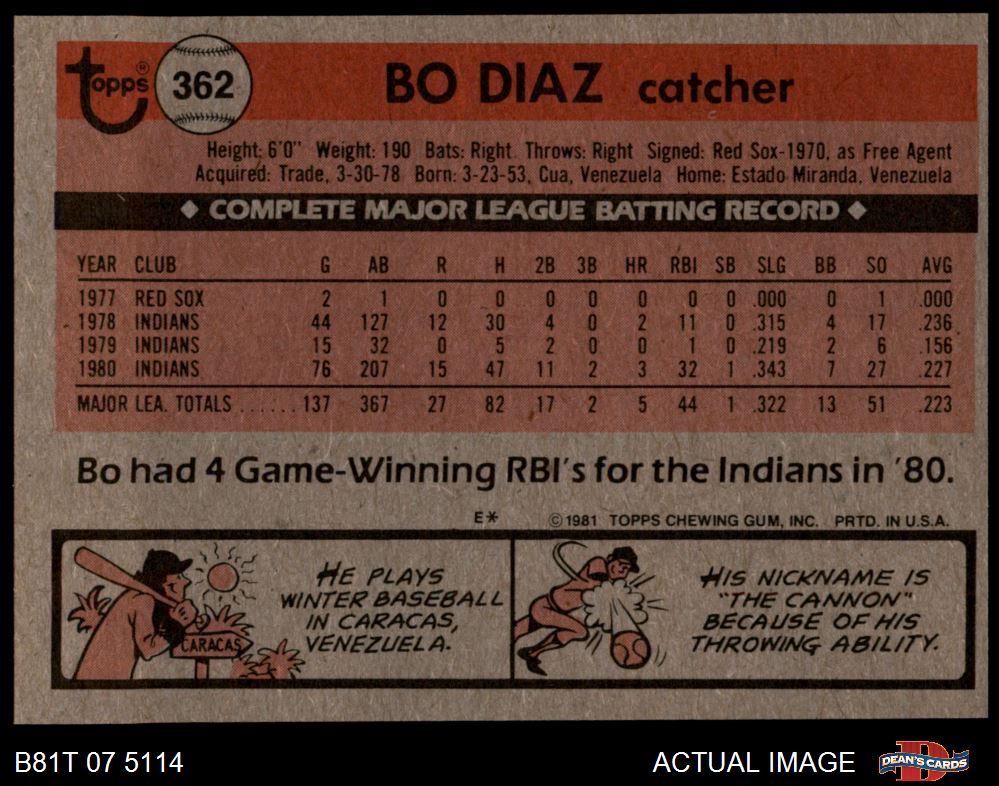 Topps® 362 BO DIAZ catcher
Height: 6'0" Weight: 190 Bats: Right Throws: Right Signed: Red Sox-1970, as Free Agent
Acquired: Trade, 3-30-78 Born: 3-23-53, Cua, Venezuela Home: Estado Miranda, Venezuela
◆ COMPLETE MAJOR LEAGUE BATTING RECORD ◆
YEAR CLUB G AB R H 2B 3B HR RBI SB SLG BB SO AVG
1977 RED SOX 2 1 0 0 0 0 0 0 0 .000 0 1 .000
1978 INDIANS 44 127 12 30 4 0 2 11 0 .315 4 17 .236
1979 INDIANS 15 32 0 5 2 0 0 1 0 .219 2 6 .156
1980 INDIANS 76 207 15 47 11 2 3 32 1 .343 7 27 .227
MAJOR LEA. TOTALS ...... 137 367 27 82 17 2 5 44 1 .322 13 51 .223
Bo had 4 Game-Winning RBI's for the Indians in '80.
E* ©1981 TOPPS CHEWING GUM, INC. PRTD. IN U.S.A.
HE PLAYS
WINTER BASEBALL
IN CARACAS,
VENEZUELA.
CARACAS
HIS NICKNAME IS
"THE CANNON"
BECAUSE OF HIS
THROWING ABILITY.
B81T 07 5114 ACTUAL IMAGE DEAN'S CARDS